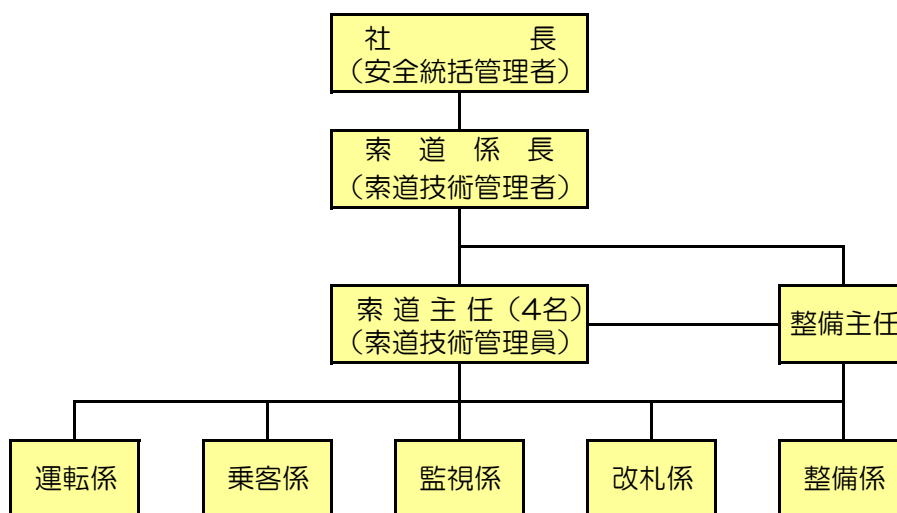 社長
（安全統括管理者）
索道係長
（索道技術管理者）
索道主任（4名）
（索道技術管理員）
整備主任
運転係
乗客係
監視係
改札係
整備係